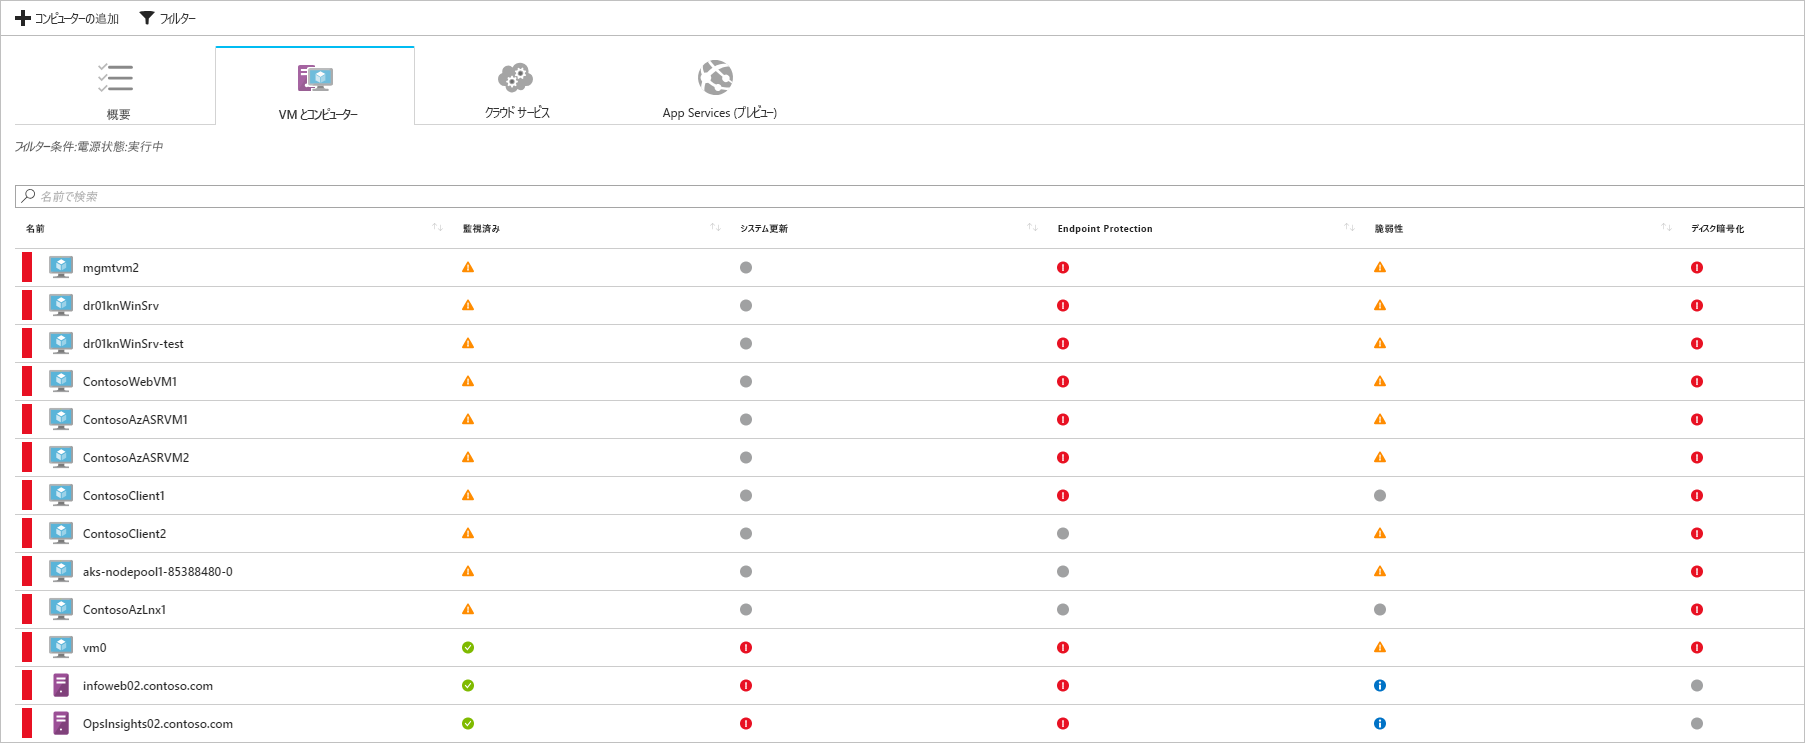 コンピューターの追加 フィルター
概要 VM とコンピューター クラウド サービス App Services (プレビュー)
フィルター条件:電源状態:実行中
名前で検索
名前 監視済み システム更新 Endpoint Protection 脆弱性 ディスク暗号化
mgmtvm2
dr01knWinSrv
dr01knWinSrv-test
ContosoWebVM1
ContosoAzASRVM1
ContosoAzASRVM2
ContosoClient1
ContosoClient2
aks-nodepool1-85388480-0
ContosoAzLnx1
vm0
infoweb02.contoso.com
OpsInsights02.contoso.com